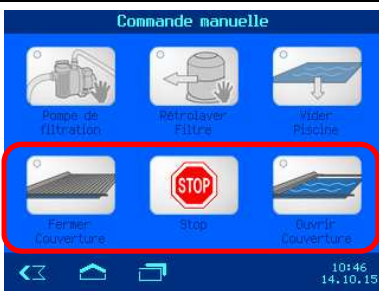 Commande manuelle
Pompe de
filtration
Rétrolaver
Filtre
Vider
Piscine
STOP
Fermer
Couverture
Stop
Ouvrir
Couverture
10:46
14.10.15